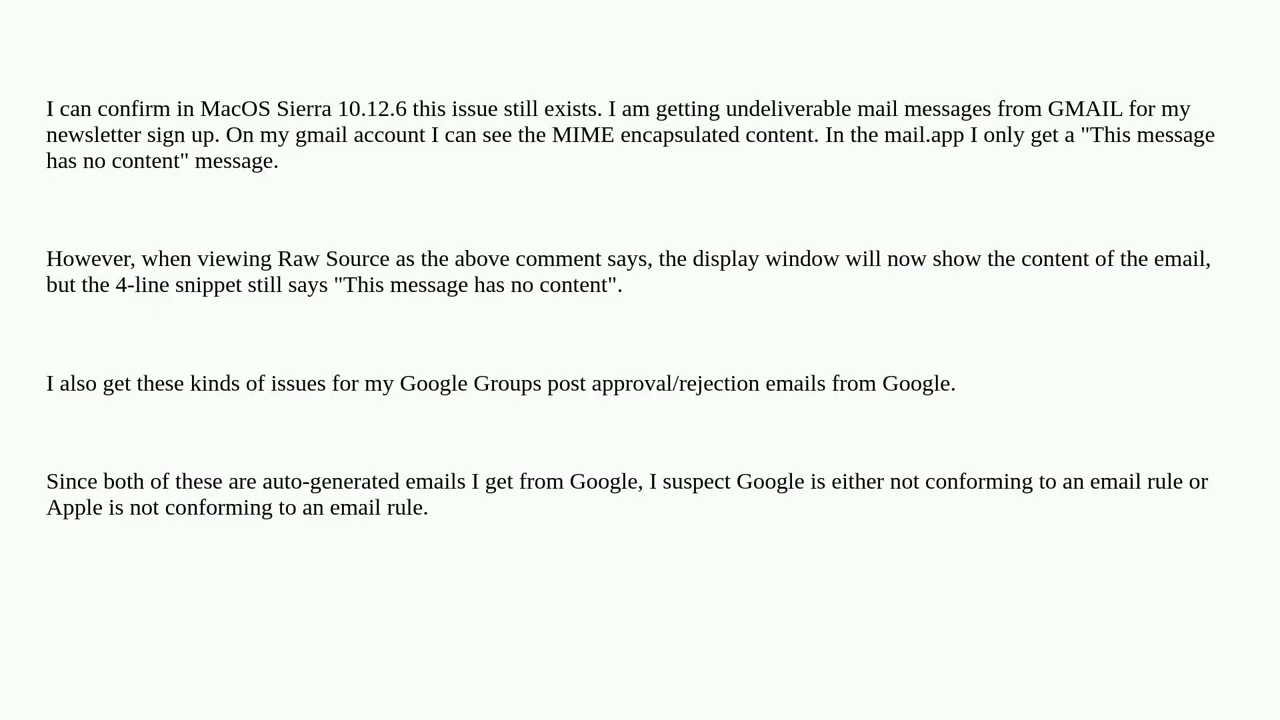 I can confirm in MacOS Sierra 10.12.6 this issue still exists. I am getting undeliverable mail messages from GMAIL for my
newsletter sign up. On my gmail account I can see the MIME encapsulated content. In the mail.app I only get a "This message
has no content" message.
However, when viewing Raw Source as the above comment says, the display window will now show the content of the email,
but the 4-line snippet still says "This message has no content".
I also get these kinds of issues for my Google Groups post approval/rejection emails from Google.
Since both of these are auto-generated emails I get from Google, I suspect Google is either not conforming to an email rule or
Apple is not conforming to an email rule.